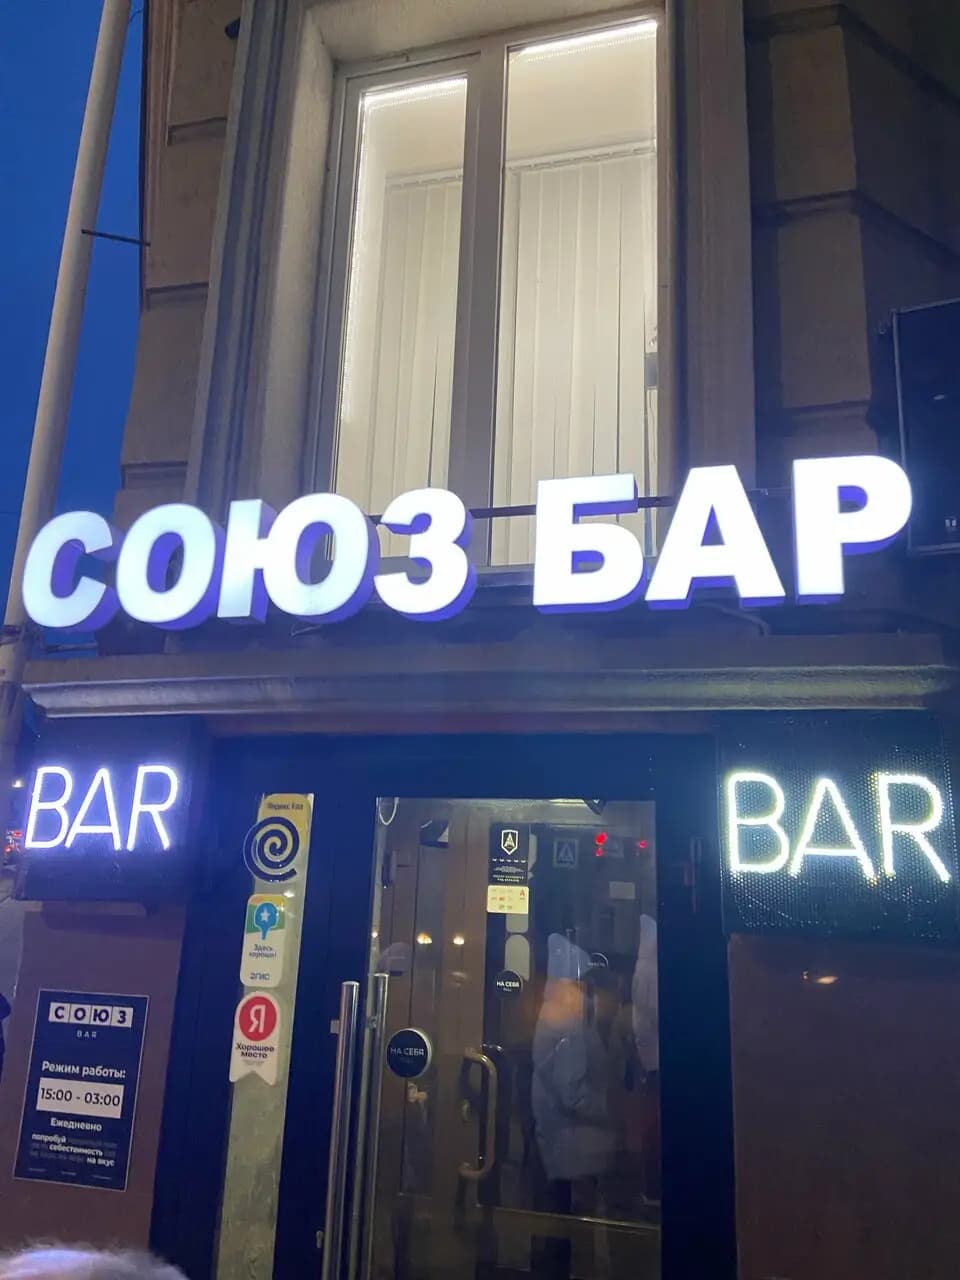 СОЮЗ БАР
BAR
BAR
Яндекс Еда
Здесь
хорошо!
2ГИС
Я
Хорошее
место
НА СЕБЯ
НА СЕБЯ
СОЮЗ
BAR
Режим работы:
15:00 - 03:00
Ежедневно
попробуй
себестоимость
на вкус